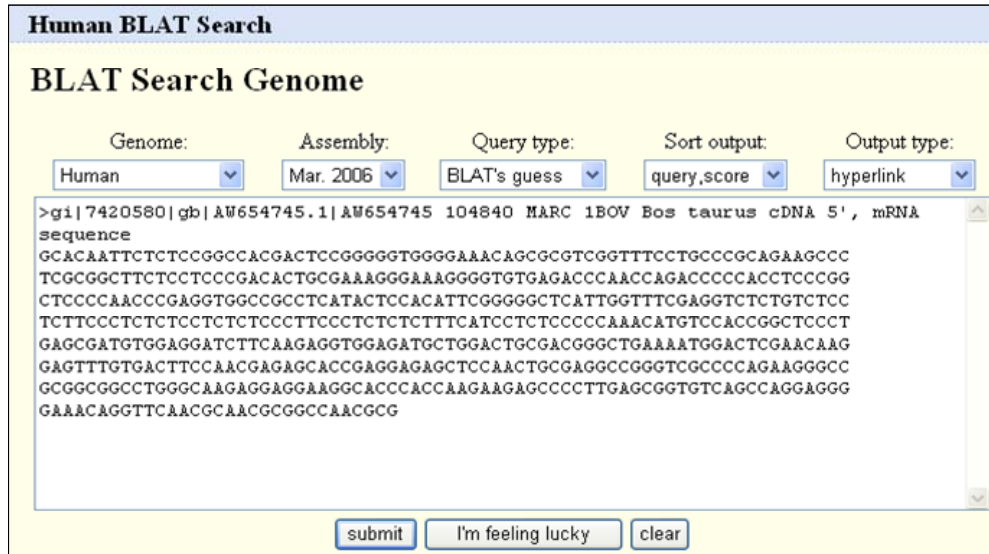 Human BLAT Search
BLAT Search Genome
Genome: Assembly: Query type: Sort output: Output type:
Human Mar. 2006 BLAT's guess query,score hyperlink
>gi|7420580|gb|AW654745.1|AW654745 104840 MARC 1BOV Bos taurus cDNA 5', mRNA
sequence
GCACAATTCTCTCCGGCCACGACTCCGGGGGTGGGGAAACAGCGCGTCGGTTTCCTGCCCGCAGAAGCCC
TCGCGGCTTCTCCTCCCGACACTGCGAAAGGGAAAGGGGTGTGAGACCCAACCAGACCCCCACCTCCCGG
CTCCCCAACCCGAGGTGGCCGCCTCATACTCCACATTCGGGGGCTCATTGGTTTCGAGGTCTCTGTCTCC
TCTTCCCTCTCTCCTCTCTCCCTTCCCTCTCTCTTTCATCCTCTCCCCCAAACATGTCCACCGGCTCCCT
GAGCGATGTGGAGGATCTTCAAGAGGTGGAGATGCTGGACTGCGACGGGCTGAAAATGGACTCGAACAAG
GAGTTTGTGACTTCCAACGAGAGCACCGAGGAGAGCTCCAACTGCGAGGCCGGGTCGCCCCAGAAGGGCC
GCGGCGGCCTGGGCAAGAGGAGGAAGGCACCCACCAAGAAGAGCCCCTTGAGCGGTGTCAGCCAGGAGGG
GAAACAGGTTCAACGCAACGCGGCCAACGCG
submit I'm feeling lucky clear